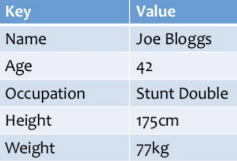 Key Value
Name Joe Bloggs
Age 42
Occupation Stunt Double
Height 175cm
Weight 77kg